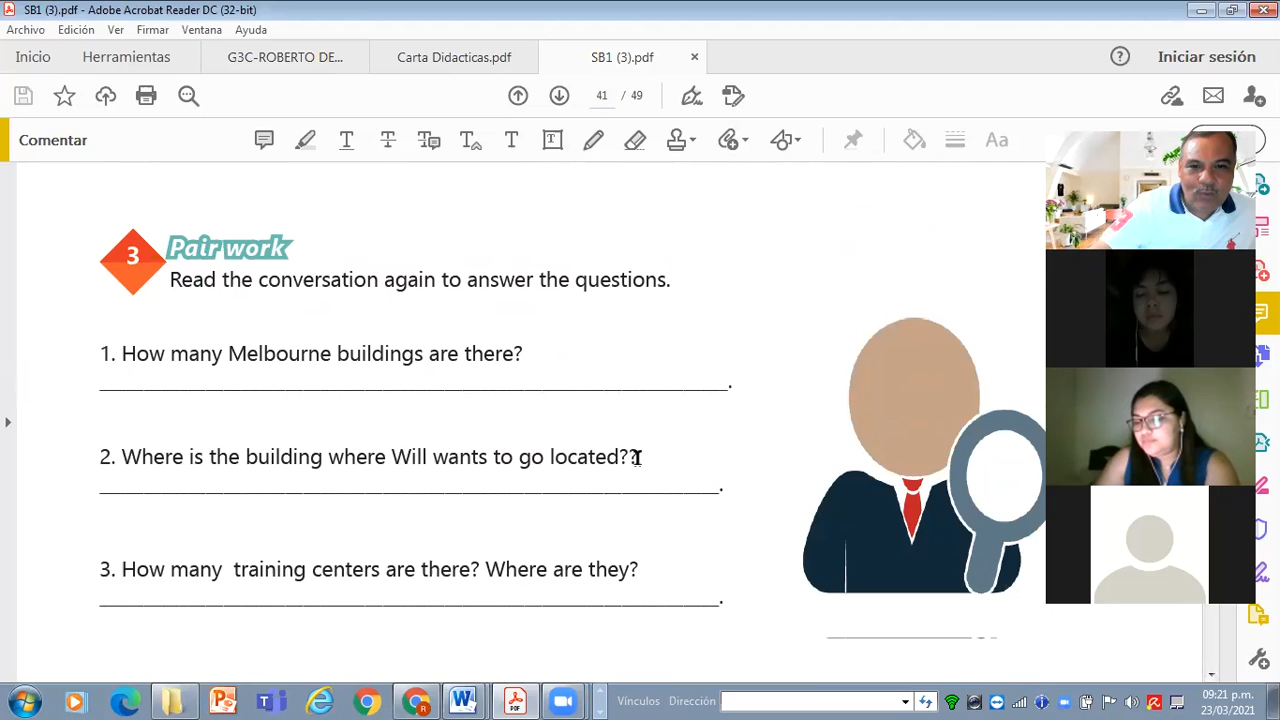 SB1 (3).pdf - Adobe Acrobat Reader DC (32-bit)
Archivo Edición Ver Firmar Ventana Ayuda
Inicio Herramientas G3C-ROBERTO DE... Carta Didacticas.pdf SB1 (3).pdf × ? Iniciar sesión
41 / 49
Comentar T T T T T Aa
3 Pair work
Read the conversation again to answer the questions.
1. How many Melbourne buildings are there?
.
2. Where is the building where Will wants to go located??
.
3. How many training centers are there? Where are they?
.
Vínculos Dirección
09:21 p.m.
23/03/2021